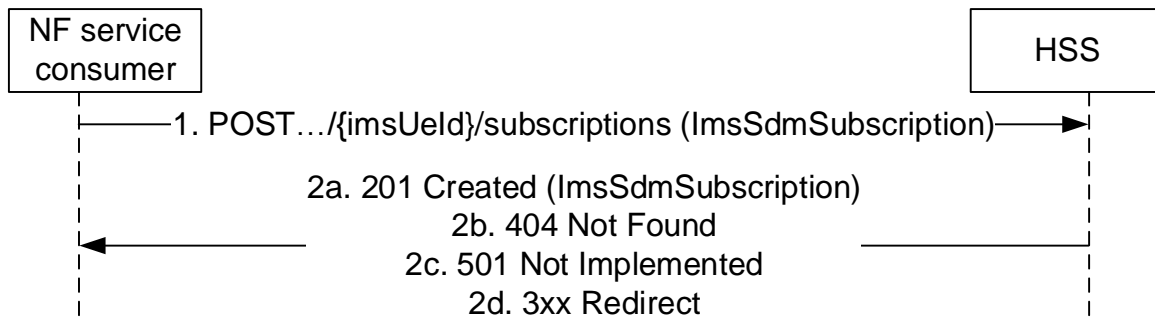 NF service
consumer
HSS
1. POST…/{imsUeId}/subscriptions (ImsSdmSubscription)
2a. 201 Created (ImsSdmSubscription)
2b. 404 Not Found
2c. 501 Not Implemented
2d. 3xx Redirect